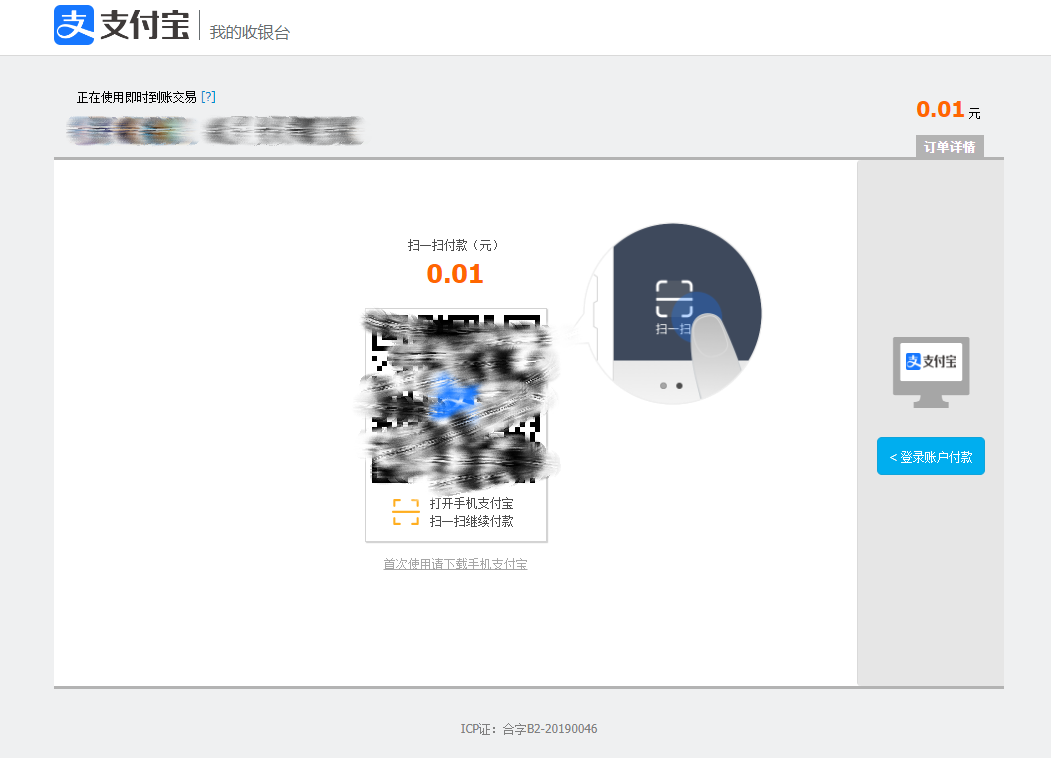 支 支付宝 我的收银台
正在使用即时到账交易 [?]
0.01 元
订单详情
扫一扫付款（元）
0.01
扫一扫
支 支付宝
< 登录账户付款
打开手机支付宝
扫一扫继续付款
首次使用请下载手机支付宝
ICP证：合字B2-20190046